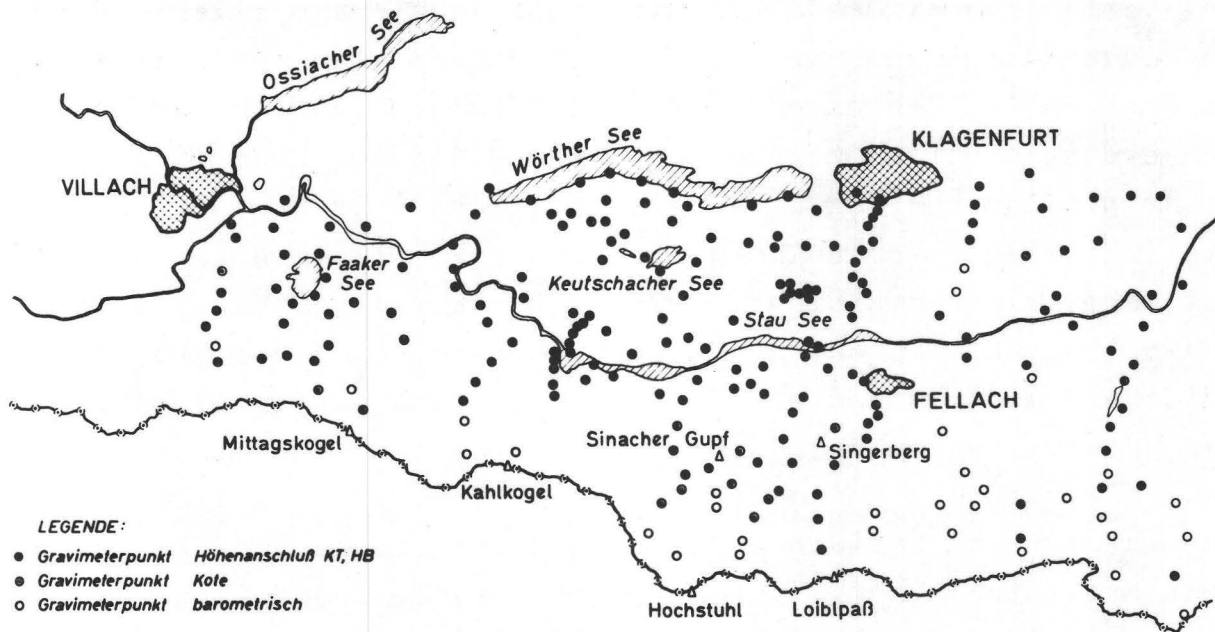 Ossiacher See
Wörther See
KLAGENFURT
VILLACH
Faaker
See
Keutschacher See
Stau See
FELLACH
Mittagskogel
Sinacher Gupf
Singerberg
Kahlkogel
LEGENDE:
Gravimeterpunkt Höhenanschluß KT, HB
Gravimeterpunkt Kote
Gravimeterpunkt barometrisch
Hochstuhl
Loiblpaß